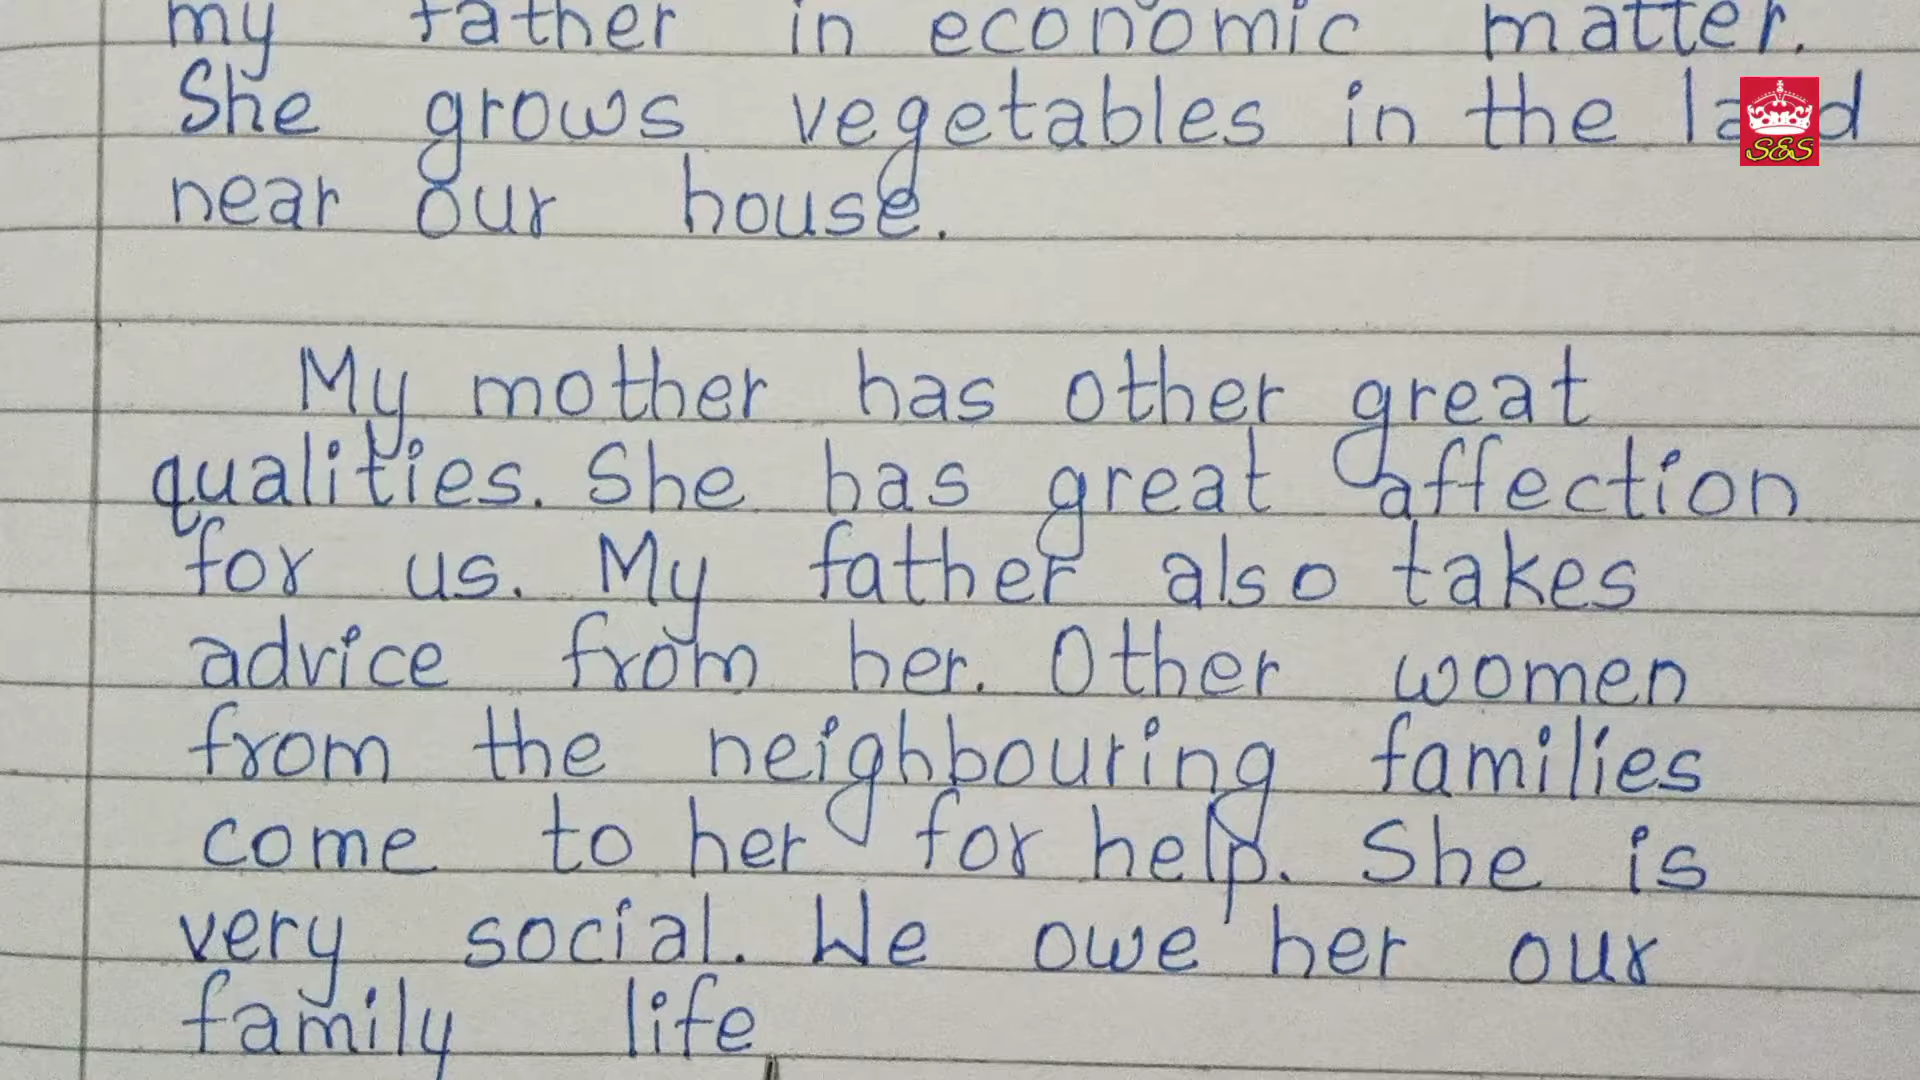 my father in economic matter.
She grows vegetables in the land
near our house.
My mother has other great
qualities. She has great affection
for us. My father also takes
advice from her. Other women
from the neighbouring families
come to her for help. She is
very social. We owe her our
family life
S&S